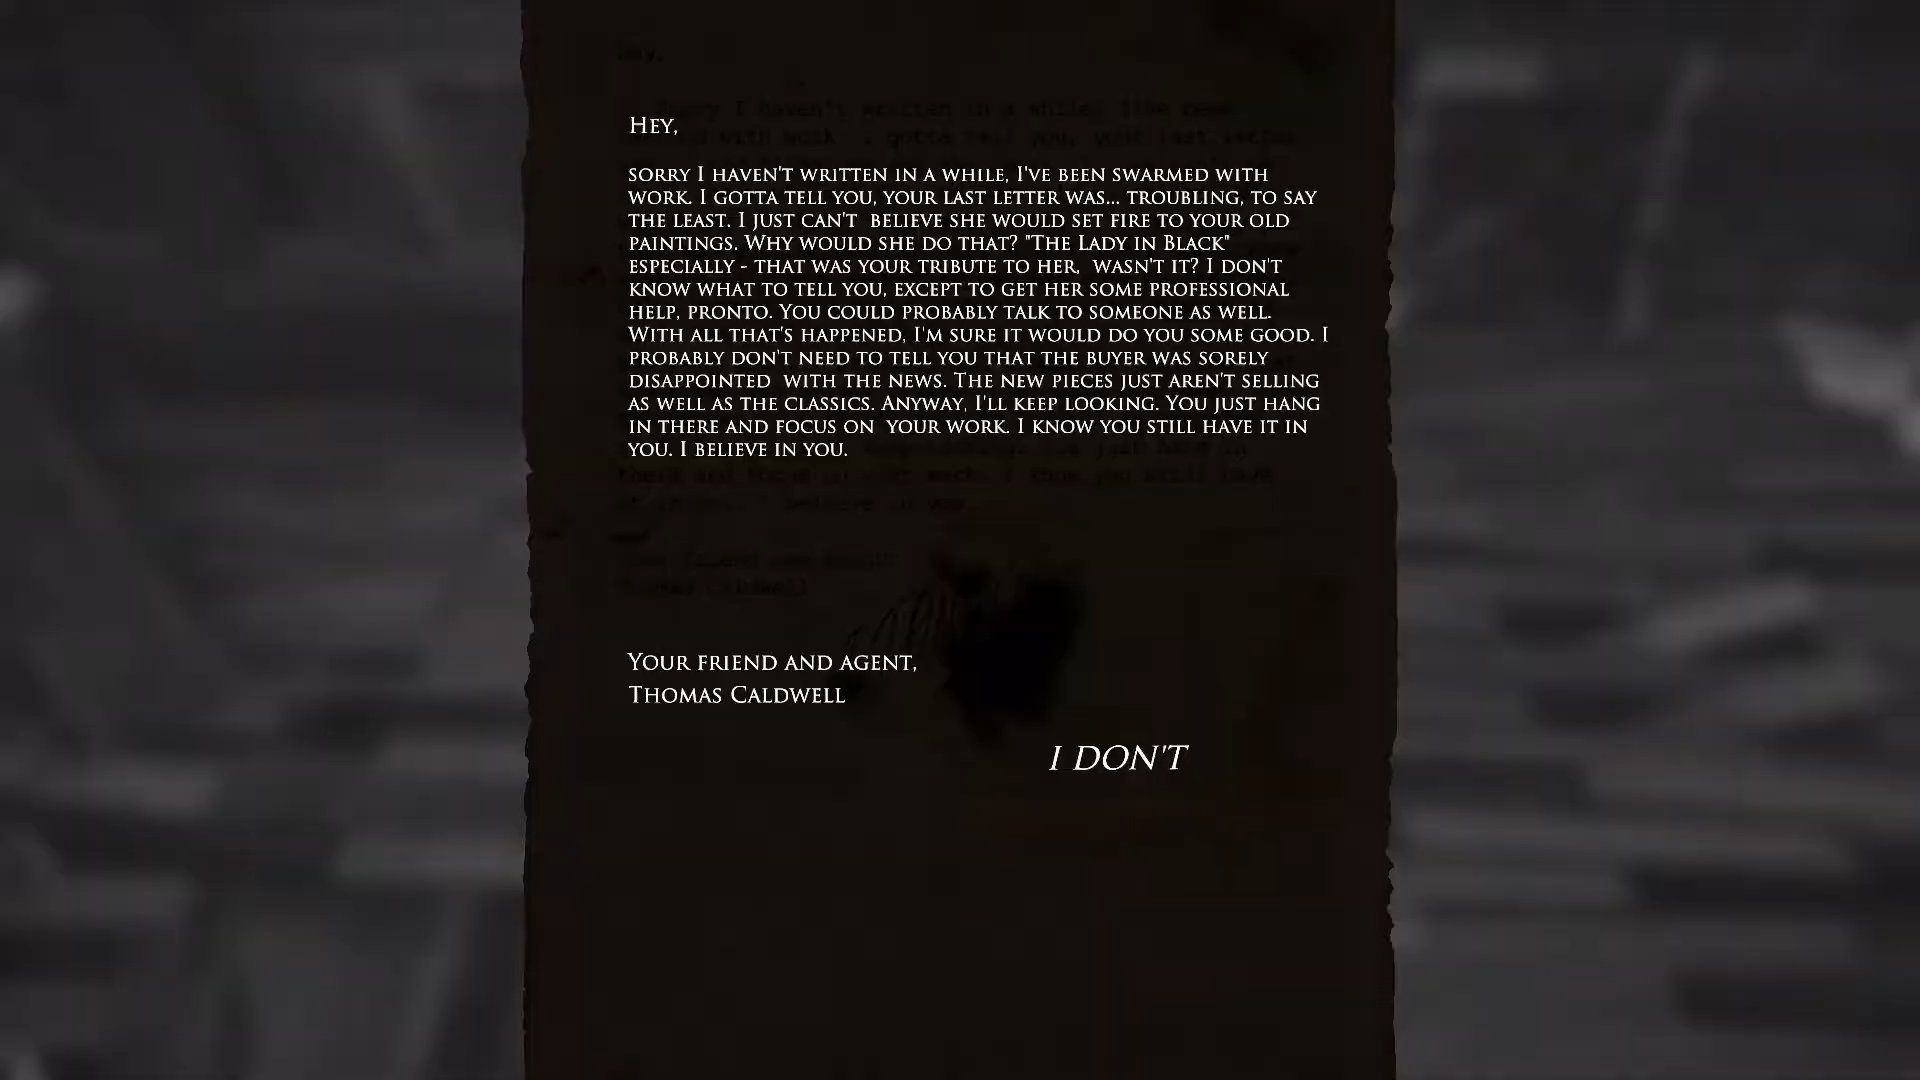 Hey,
sorry I haven't written in a while, I've been swarmed with
work. I gotta tell you, your last letter was... troubling, to say
the least. I just can't  believe she would set fire to your old
paintings. Why would she do that? "The Lady in Black"
especially - that was your tribute to her,  wasn't it? I don't
know what to tell you, except to get her some professional
help, pronto. You could probably talk to someone as well.
With all that's happened, I'm sure it would do you some good. I
probably don't need to tell you that the buyer was sorely
disappointed  with the news. The new pieces just aren't selling
as well as the classics. Anyway, I'll keep looking. You just hang
in there and focus on  your work. I know you still have it in
you. I believe in you.
Your friend and agent,
Thomas Caldwell
I DON'T